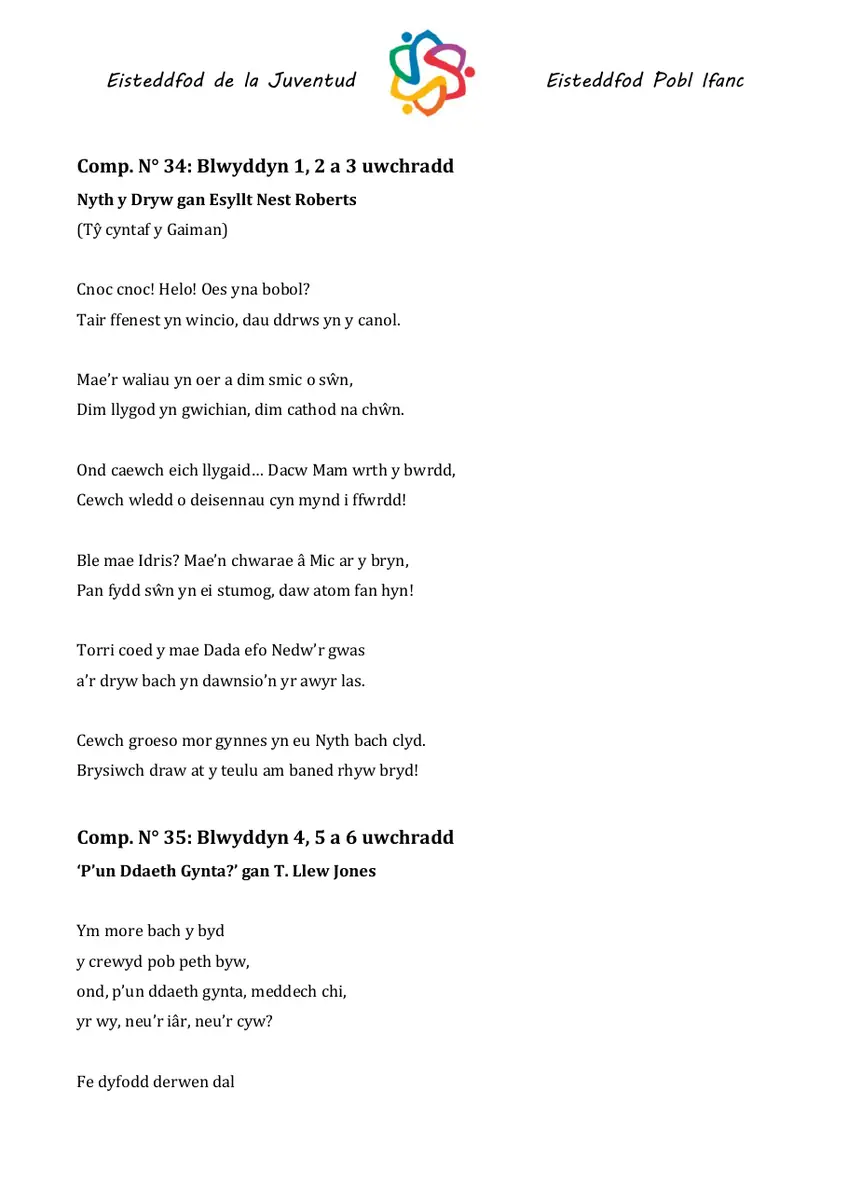 Eisteddfod de la Juventud
Eisteddfod Pobl Ifanc
Comp. N° 34: Blwyddyn 1, 2 a 3 uwchradd
Nyth y Dryw gan Esyllt Nest Roberts
(Tŷ cyntaf y Gaiman)
Cnoc cnoc! Helo! Oes yna bobol?
Tair ffenest yn wincio, dau ddrws yn y canol.
Mae’r waliau yn oer a dim smic o sŵn,
Dim llygod yn gwichian, dim cathod na chŵn.
Ond caewch eich llygaid… Dacw Mam wrth y bwrdd,
Cewch wledd o deisennau cyn mynd i ffwrdd!
Ble mae Idris? Mae’n chwarae â Mic ar y bryn,
Pan fydd sŵn yn ei stumog, daw atom fan hyn!
Torri coed y mae Dada efo Nedw’r gwas
a’r dryw bach yn dawnsio’n yr awyr las.
Cewch groeso mor gynnes yn eu Nyth bach clyd.
Brysiwch draw at y teulu am baned rhyw bryd!
Comp. N° 35: Blwyddyn 4, 5 a 6 uwchradd
‘P’un Ddaeth Gynta?’ gan T. Llew Jones
Ym more bach y byd
y crewyd pob peth byw,
ond, p’un ddaeth gynta, meddech chi,
yr wy, neu’r iâr, neu’r cyw?
Fe dyfodd derwen dal